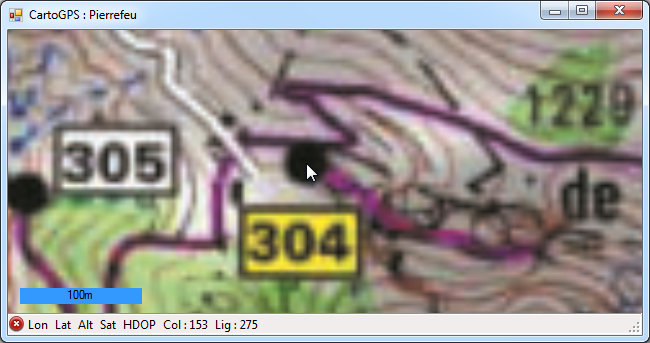 CartoGPS : Pierrefeu
1229
305
de
304
100m
Lon Lat Alt Sat HDOP Col : 153 Lig : 275